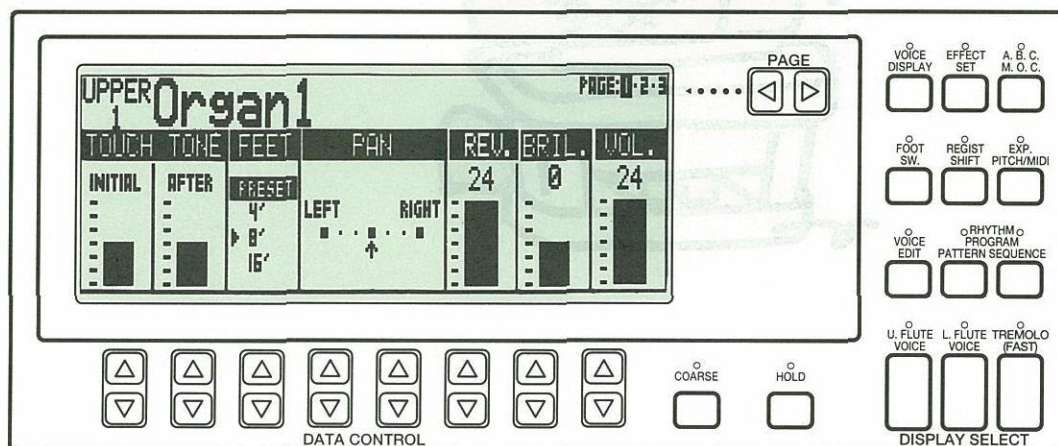 UPPER 1 Organ1 PAGE:1·2·3
TOUCH TONE FEET PAN REV. BRIL. VOL.
INITIAL AFTER PRESET 24 0 24
4'
LEFT RIGHT
8'
16'
PAGE
VOICE DISPLAY
EFFECT SET
A. B. C. M. O. C.
FOOT SW.
REGIST SHIFT
EXP. PITCH/MIDI
VOICE EDIT
RHYTHM PROGRAM
PATTERN SEQUENCE
U. FLUTE VOICE
L. FLUTE VOICE
TREMOLO (FAST)
COARSE
HOLD
DATA CONTROL
DISPLAY SELECT